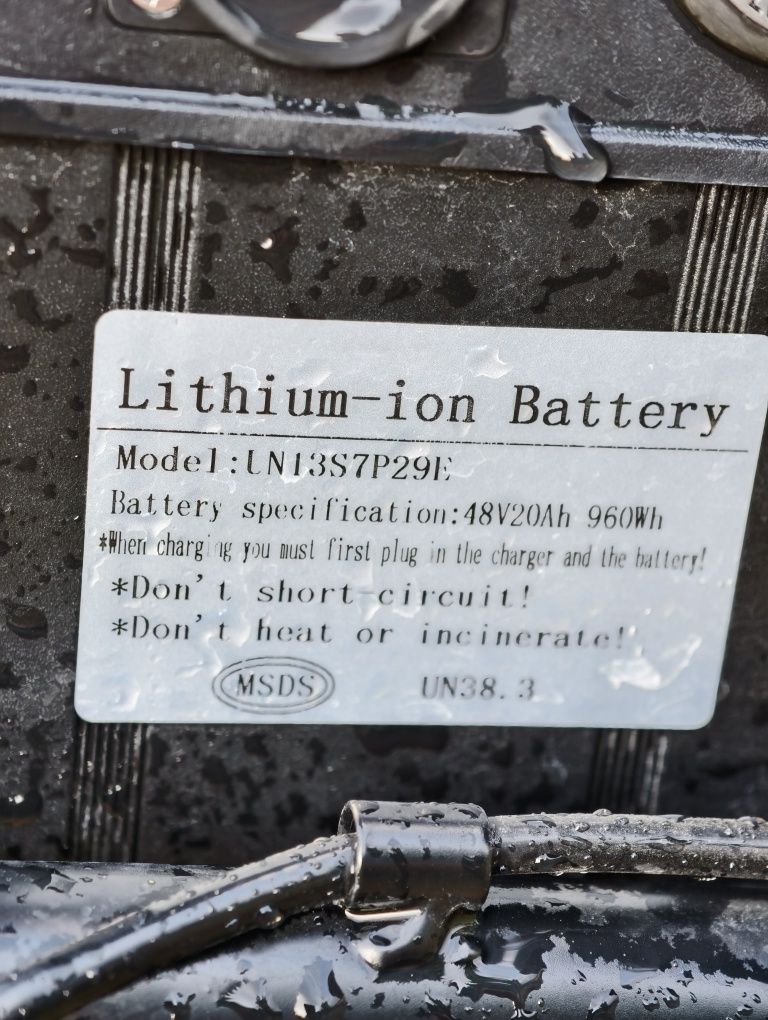 Lithium-ion Battery
Model:LN13S7P29E
Battery specification:48V20Ah 960Wh
*When charging you must first plug in the charger and the battery!
*Don't short-circuit!
*Don't heat or incinerate!
MSDS UN38.3